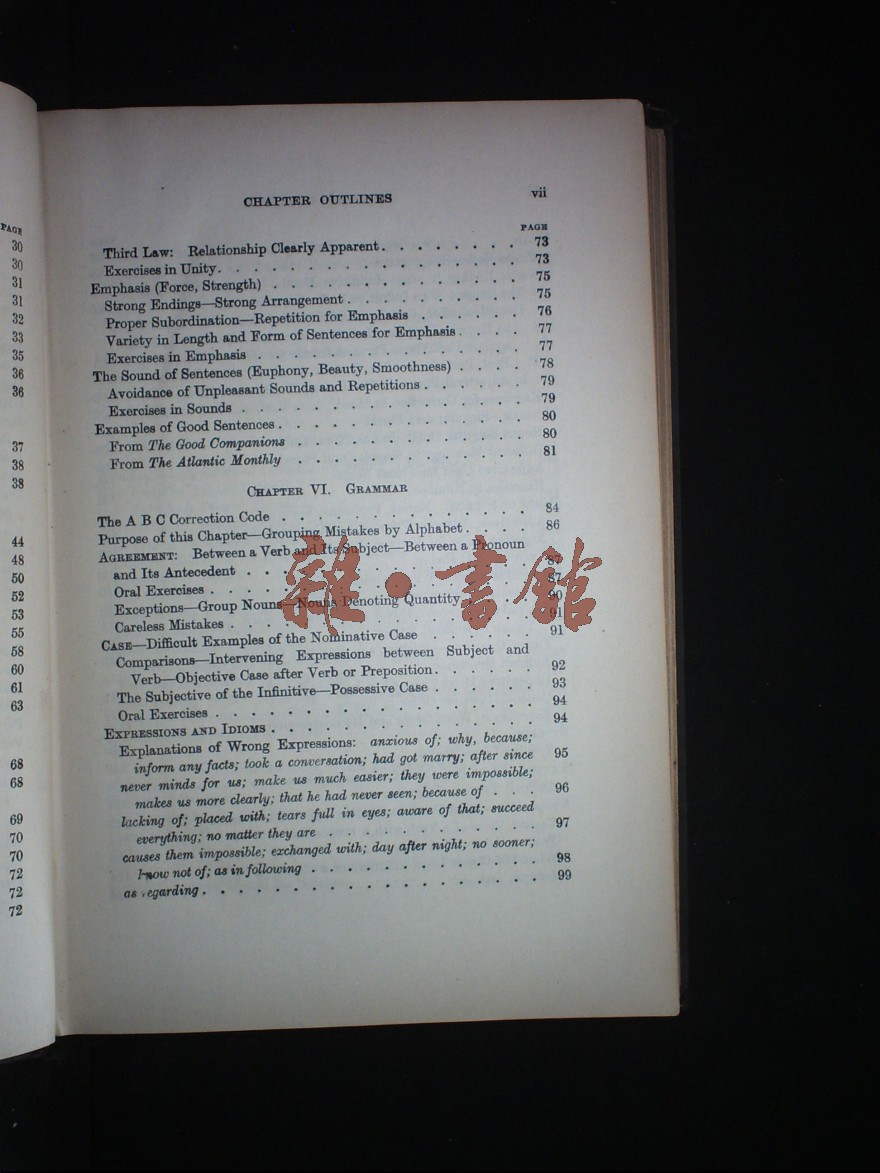 PAGE
30
30
31
31
32
33
35
36
36
37
38
38
44
48
50
52
53
55
58
60
61
63
68
68
69
70
70
72
72
72
CHAPTER OUTLINES vii
PAGE
Third Law: Relationship Clearly Apparent . . . . . . . . 73
Exercises in Unity . . . . . . . . 73
Emphasis (Force, Strength) . . . . . . . . 75
Strong Endings—Strong Arrangement . . . . . . . . 75
Proper Subordination—Repetition for Emphasis . . . . . . 76
Variety in Length and Form of Sentences for Emphasis . . . . 77
Exercises in Emphasis . . . . . . . . 77
The Sound of Sentences (Euphony, Beauty, Smoothness) . . . . 78
Avoidance of Unpleasant Sounds and Repetitions . . . . . . 79
Exercises in Sounds . . . . . . . . 79
Examples of Good Sentences . . . . . . . . 80
From The Good Companions . . . . . . . . 80
From The Atlantic Monthly . . . . . . . . 81
CHAPTER VI. GRAMMAR
The A B C Correction Code . . . . . . . . 84
Purpose of this Chapter—Grouping Mistakes by Alphabet . . . . 86
AGREEMENT: Between a Verb and Its Subject—Between a Pronoun
and Its Antecedent . . . . . . . . 87
Oral Exercises . . . . . . . . 87
Exceptions—Group Nouns—Nouns Denoting Quantity . . . . 90
Careless Mistakes . . . . . . . . 91
CASE—Difficult Examples of the Nominative Case . . . . . . 91
Comparisons—Intervening Expressions between Subject and
Verb—Objective Case after Verb or Preposition . . . . . . 92
The Subjective of the Infinitive—Possessive Case . . . . . . 93
Oral Exercises . . . . . . . . 94
EXPRESSIONS AND IDIOMS . . . . . . . . 94
Explanations of Wrong Expressions: anxious of; why, because;
inform any facts; took a conversation; had got marry; after since 95
never minds for us; make us much easier; they were impossible;
makes us more clearly; that he had never seen; because of . . . 96
lacking of; placed with; tears full in eyes; aware of that; succeed
everything; no matter they are . . . . . . . . 97
causes them impossible; exchanged with; day after night; no sooner;
know not of; as in following . . . . . . . . 98
as regarding . . . . . . . . 99
雜·書館